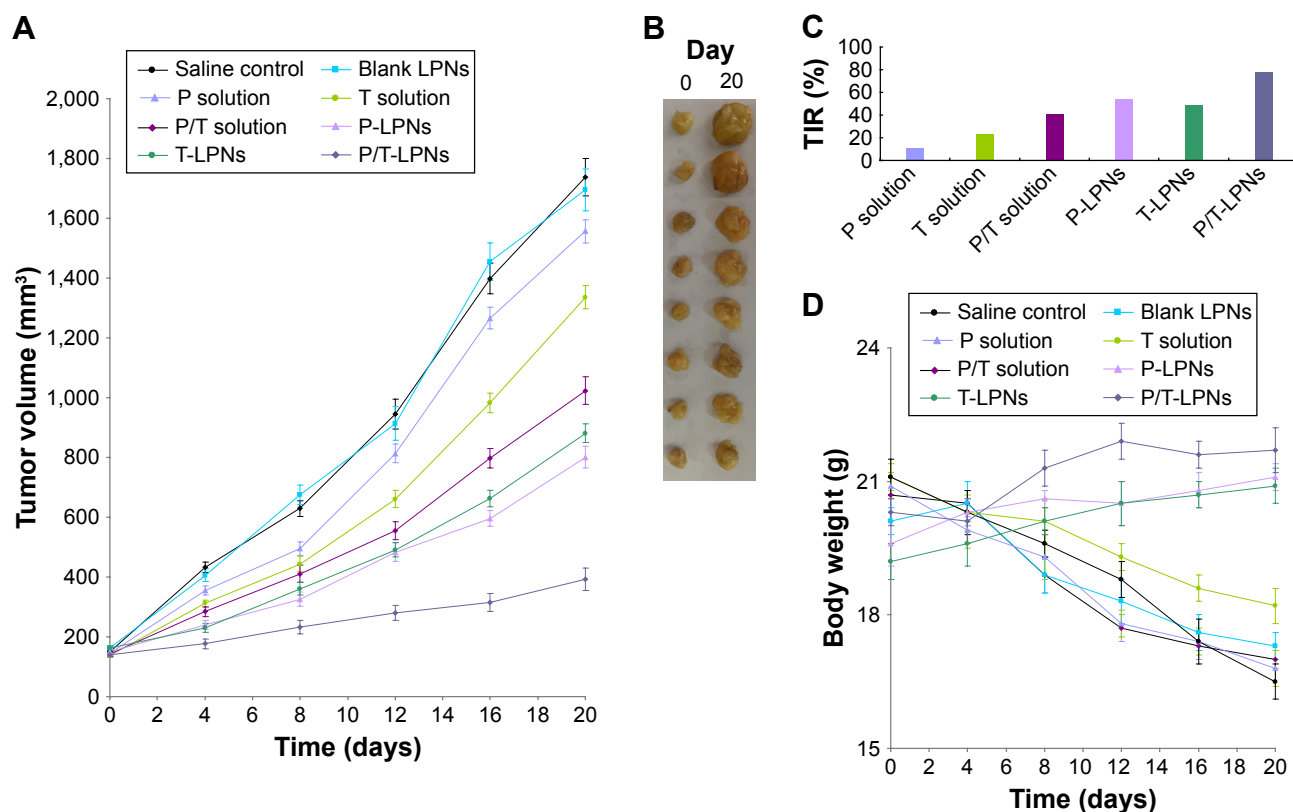 A
Saline control
Blank LPNs
P solution
T solution
P/T solution
P-LPNs
T-LPNs
P/T-LPNs
2,000
1,800
1,600
1,400
1,200
1,000
800
600
400
200
0
Tumor volume (mm³)
0 2 4 6 8 10 12 14 16 18 20
Time (days)
B
Day
0 20
C
100
80
60
40
20
0
TIR (%)
P solution
T solution
P/T solution
P-LPNs
T-LPNs
P/T-LPNs
D
Saline control
Blank LPNs
P solution
T solution
P/T solution
P-LPNs
T-LPNs
P/T-LPNs
24
21
18
15
Body weight (g)
0 2 4 6 8 10 12 14 16 18 20
Time (days)